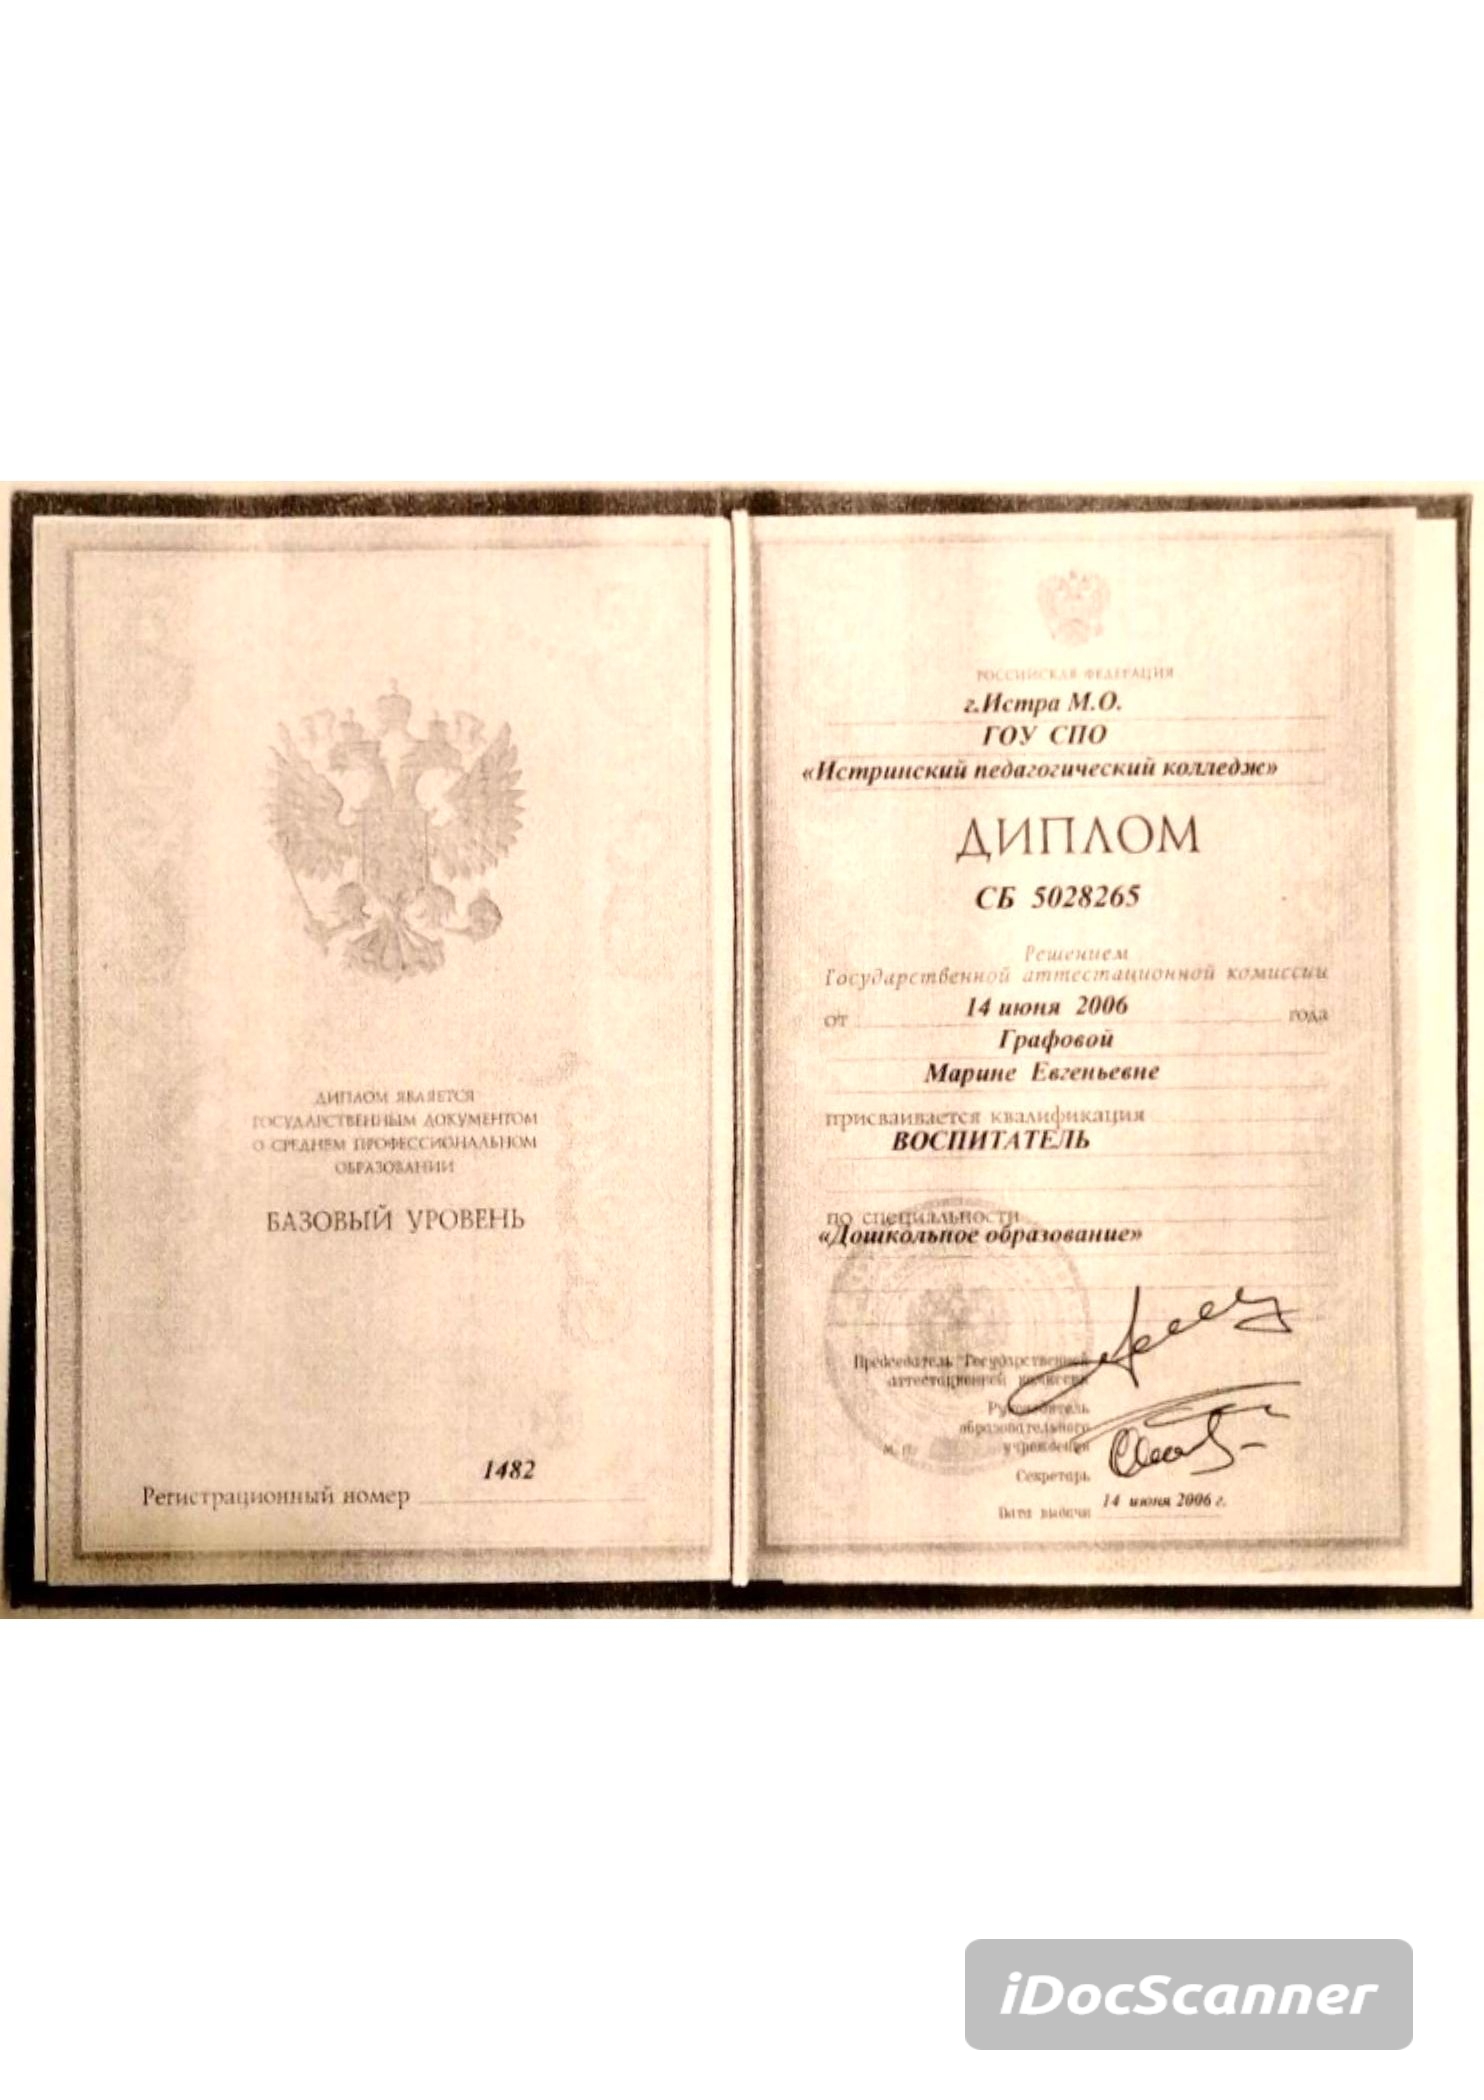 ДИПЛОМ ЯВЛЯЕТСЯ
ГОСУДАРСТВЕННЫМ ДОКУМЕНТОМ
О СРЕДНЕМ ПРОФЕССИОНАЛЬНОМ
ОБРАЗОВАНИИ
БАЗОВЫЙ УРОВЕНЬ
1482
Регистрационный номер
РОССИЙСКАЯ ФЕДЕРАЦИЯ
г.Истра М.О.
ГОУ СПО
«Истринский педагогический колледж»
ДИПЛОМ
СБ 5028265
Решением
Государственной аттестационной комиссии
от 14 июня 2006 года
Графовой
Марине Евгеньевне
присваивается квалификация
ВОСПИТАТЕЛЬ
по специальности
«Дошкольное образование»
Председатель Государственной
аттестационной комиссии
Руководитель
образовательного
М. П. учреждения
Секретарь
Дата выдачи 14 июня 2006 г.
iDocScanner